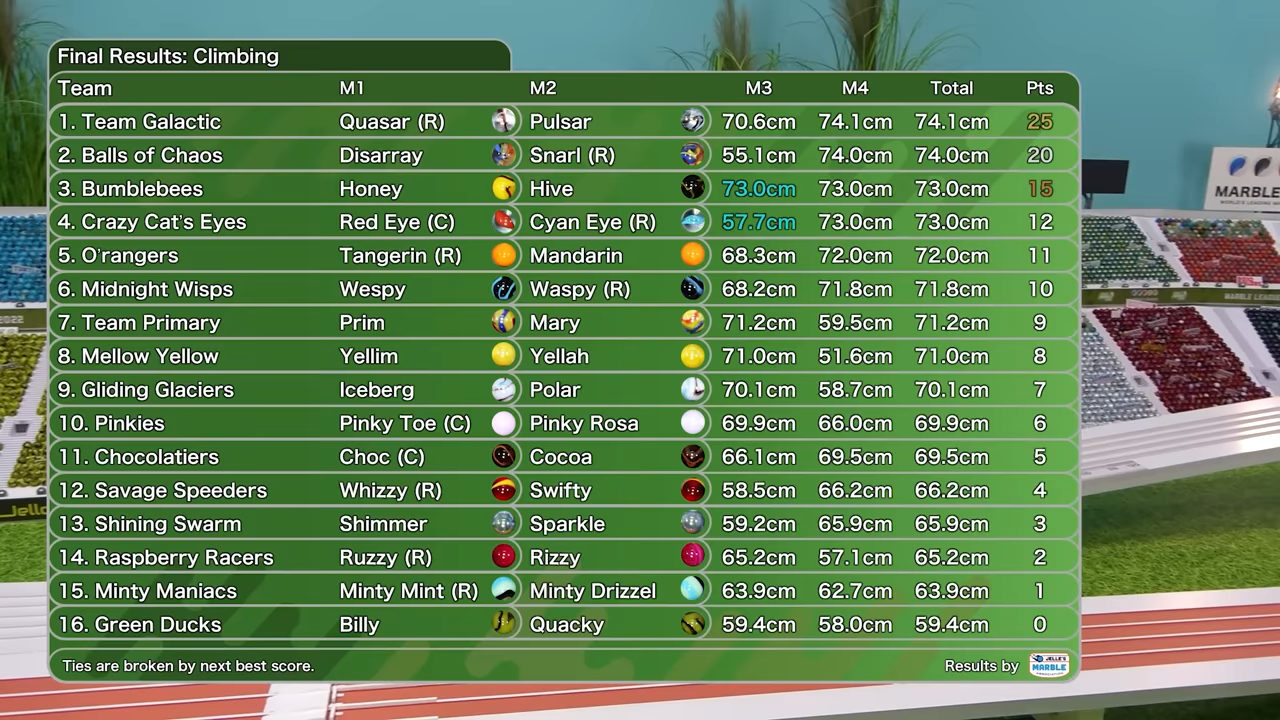 Final Results: Climbing
Team M1 M2 M3 M4 Total Pts
1. Team Galactic Quasar (R) Pulsar 70.6cm 74.1cm 74.1cm 25
2. Balls of Chaos Disarray Snarl (R) 55.1cm 74.0cm 74.0cm 20
3. Bumblebees Honey Hive 73.0cm 73.0cm 73.0cm 15
4. Crazy Cat's Eyes Red Eye (C) Cyan Eye (R) 57.7cm 73.0cm 73.0cm 12
5. O'rangers Tangerin (R) Mandarin 68.3cm 72.0cm 72.0cm 11
6. Midnight Wisps Wespy Waspy (R) 68.2cm 71.8cm 71.8cm 10
7. Team Primary Prim Mary 71.2cm 59.5cm 71.2cm 9
8. Mellow Yellow Yellim Yellah 71.0cm 51.6cm 71.0cm 8
9. Gliding Glaciers Iceberg Polar 70.1cm 58.7cm 70.1cm 7
10. Pinkies Pinky Toe (C) Pinky Rosa 69.9cm 66.0cm 69.9cm 6
11. Chocolatiers Choc (C) Cocoa 66.1cm 69.5cm 69.5cm 5
12. Savage Speeders Whizzy (R) Swifty 58.5cm 66.2cm 66.2cm 4
13. Shining Swarm Shimmer Sparkle 59.2cm 65.9cm 65.9cm 3
14. Raspberry Racers Ruzzy (R) Rizzy 65.2cm 57.1cm 65.2cm 2
15. Minty Maniacs Minty Mint (R) Minty Drizzel 63.9cm 62.7cm 63.9cm 1
16. Green Ducks Billy Quacky 59.4cm 58.0cm 59.4cm 0
Ties are broken by next best score.
Results by
JELLE'S
MARBLE
MARBLE
2022
Jelle